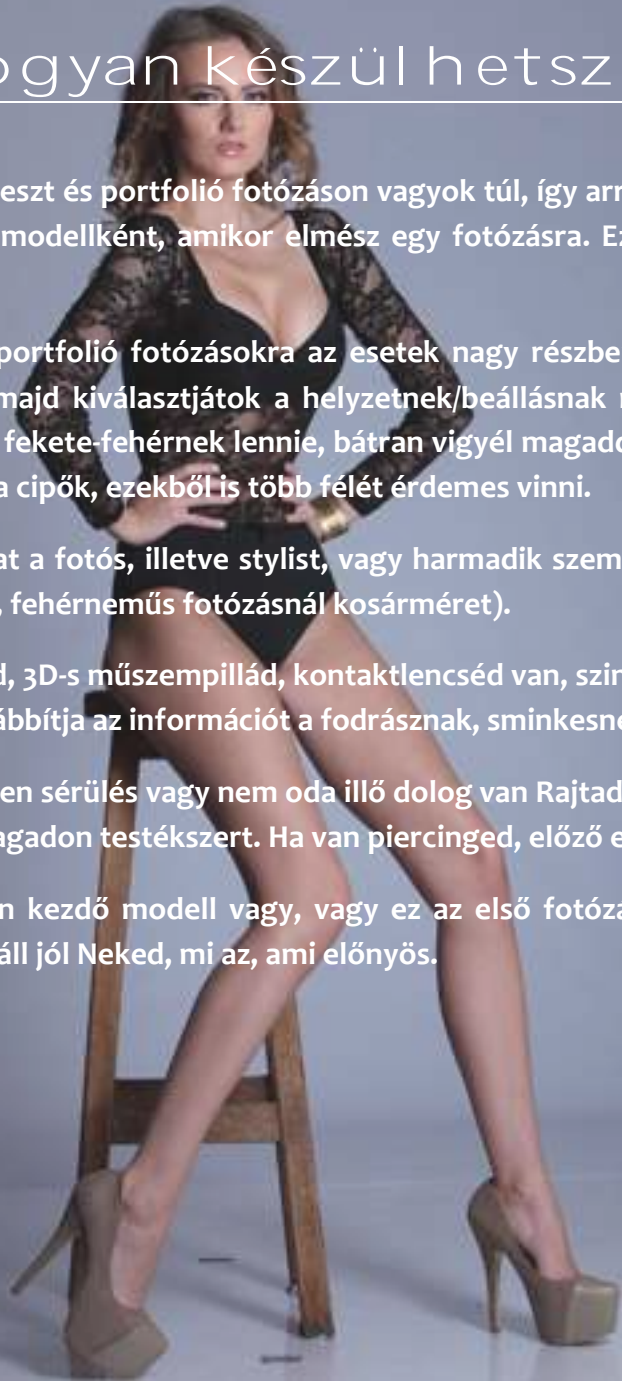 ogyan készülhetsz
eszt és portfolió fotózáson vagyok túl, így arr
modellként, amikor elmész egy fotózásra. Ez
portfolió fotózásokra az esetek nagy részbe
majd kiválasztjátok a helyzetnek/beállásnak
fekete-fehérnek lennie, bátran vigyél magado
a cipők, ezekből is több félét érdemes vinni.
at a fotós, illetve stylist, vagy harmadik szem
, fehérneműs fotózásnál kosárméret).
d, 3D-s műszempillád, kontaktlencséd van, szin
ábbítja az információt a fodrásznak, sminkesne
en sérülés vagy nem oda illő dolog van Rajtad
agadon testékszert. Ha van piercinged, előző e
n kezdő modell vagy, vagy ez az első fotóza
áll jól Neked, mi az, ami előnyös.